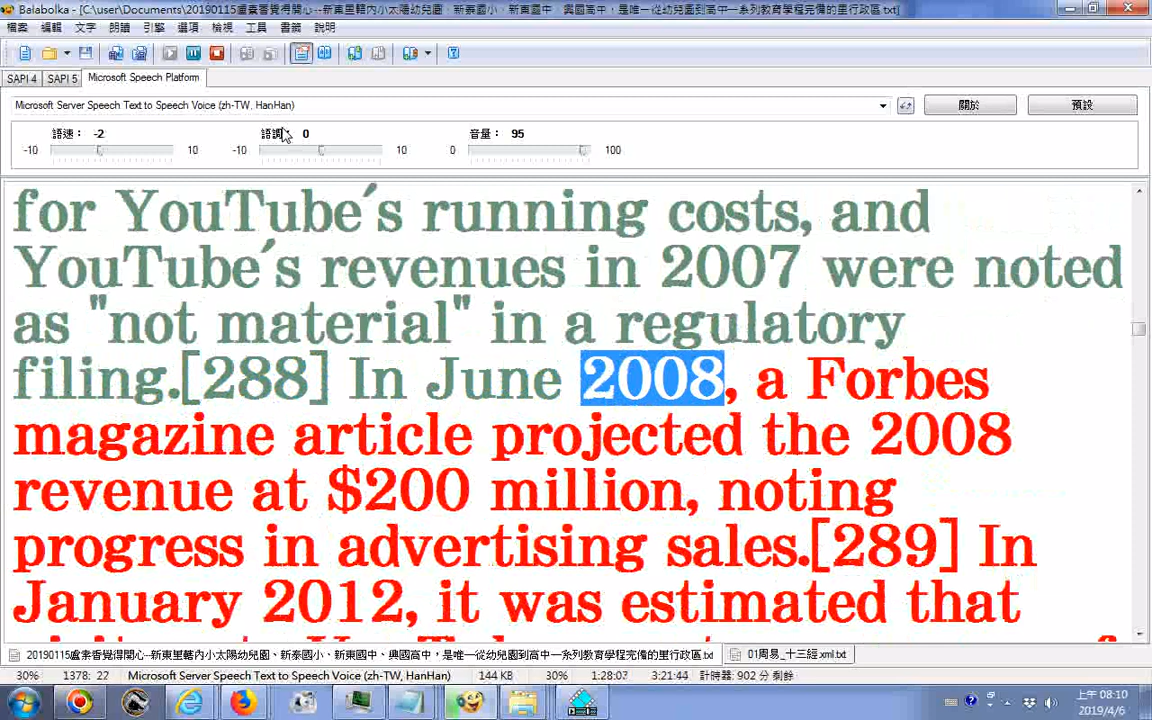 Balabolka - [C:\user\Documents\20190115盧素香覺得開心--新東里轄內小太陽幼兒園、新泰國小、新東國中、興國高中，是唯一從幼兒園到高中一系列教育學程完備的里行政區.txt]
檔案 編輯 文字 朗讀 引擎 選項 檢視 工具 書籤 說明
SAPI 4 SAPI 5 Microsoft Speech Platform
Microsoft Server Speech Text to Speech Voice (zh-TW, HanHan) 關於 預設
語速： -2 語調： 0 音量： 95
-10 10 -10 10 0 100
for YouTube´s running costs, and
YouTube´s revenues in 2007 were noted
as "not material" in a regulatory
filing.[288] In June 2008, a Forbes
magazine article projected the 2008
revenue at $200 million, noting
progress in advertising sales.[289] In
January 2012, it was estimated that
20190115盧素香覺得開心--新東里轄內小太陽幼兒園、新泰國小、新東國中、興國高中，是唯一從幼兒園到高中一系列教育學程完備的里行政區.txt 01周易_十三經.xml.txt
30% 1378: 22 Microsoft Server Speech Text to Speech Voice (zh-TW, HanHan) 144 KB 30% 1:28:03 3:21:44 計時器: 902 分 剩餘
上午 08:10
2019/4/6